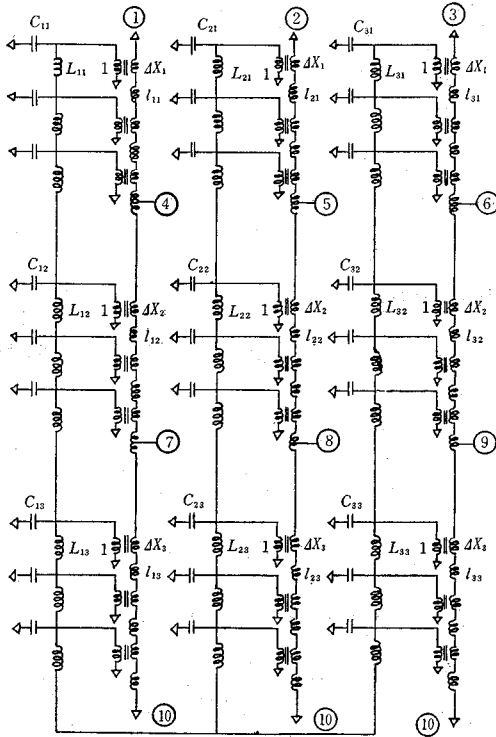 ① ② ③
C₁₁ C₂₁ C₃₁
L₁₁ 1 ΔX₁ L₂₁ 1 ΔX₁ L₃₁ 1 ΔX₁
l₁₁ l₂₁ l₃₁
④ ⑤ ⑥
C₁₂ C₂₂ C₃₂
L₁₂ 1 ΔX₂ L₂₂ 1 ΔX₂ L₃₂ 1 ΔX₂
l₁₂ l₂₂ l₃₂
⑦ ⑧ ⑨
C₁₃ C₂₃ C₃₃
L₁₃ 1 ΔX₃ L₂₃ 1 ΔX₃ L₃₃ 1 ΔX₃
l₁₃ l₂₃ l₃₃
⑩ ⑩ ⑩